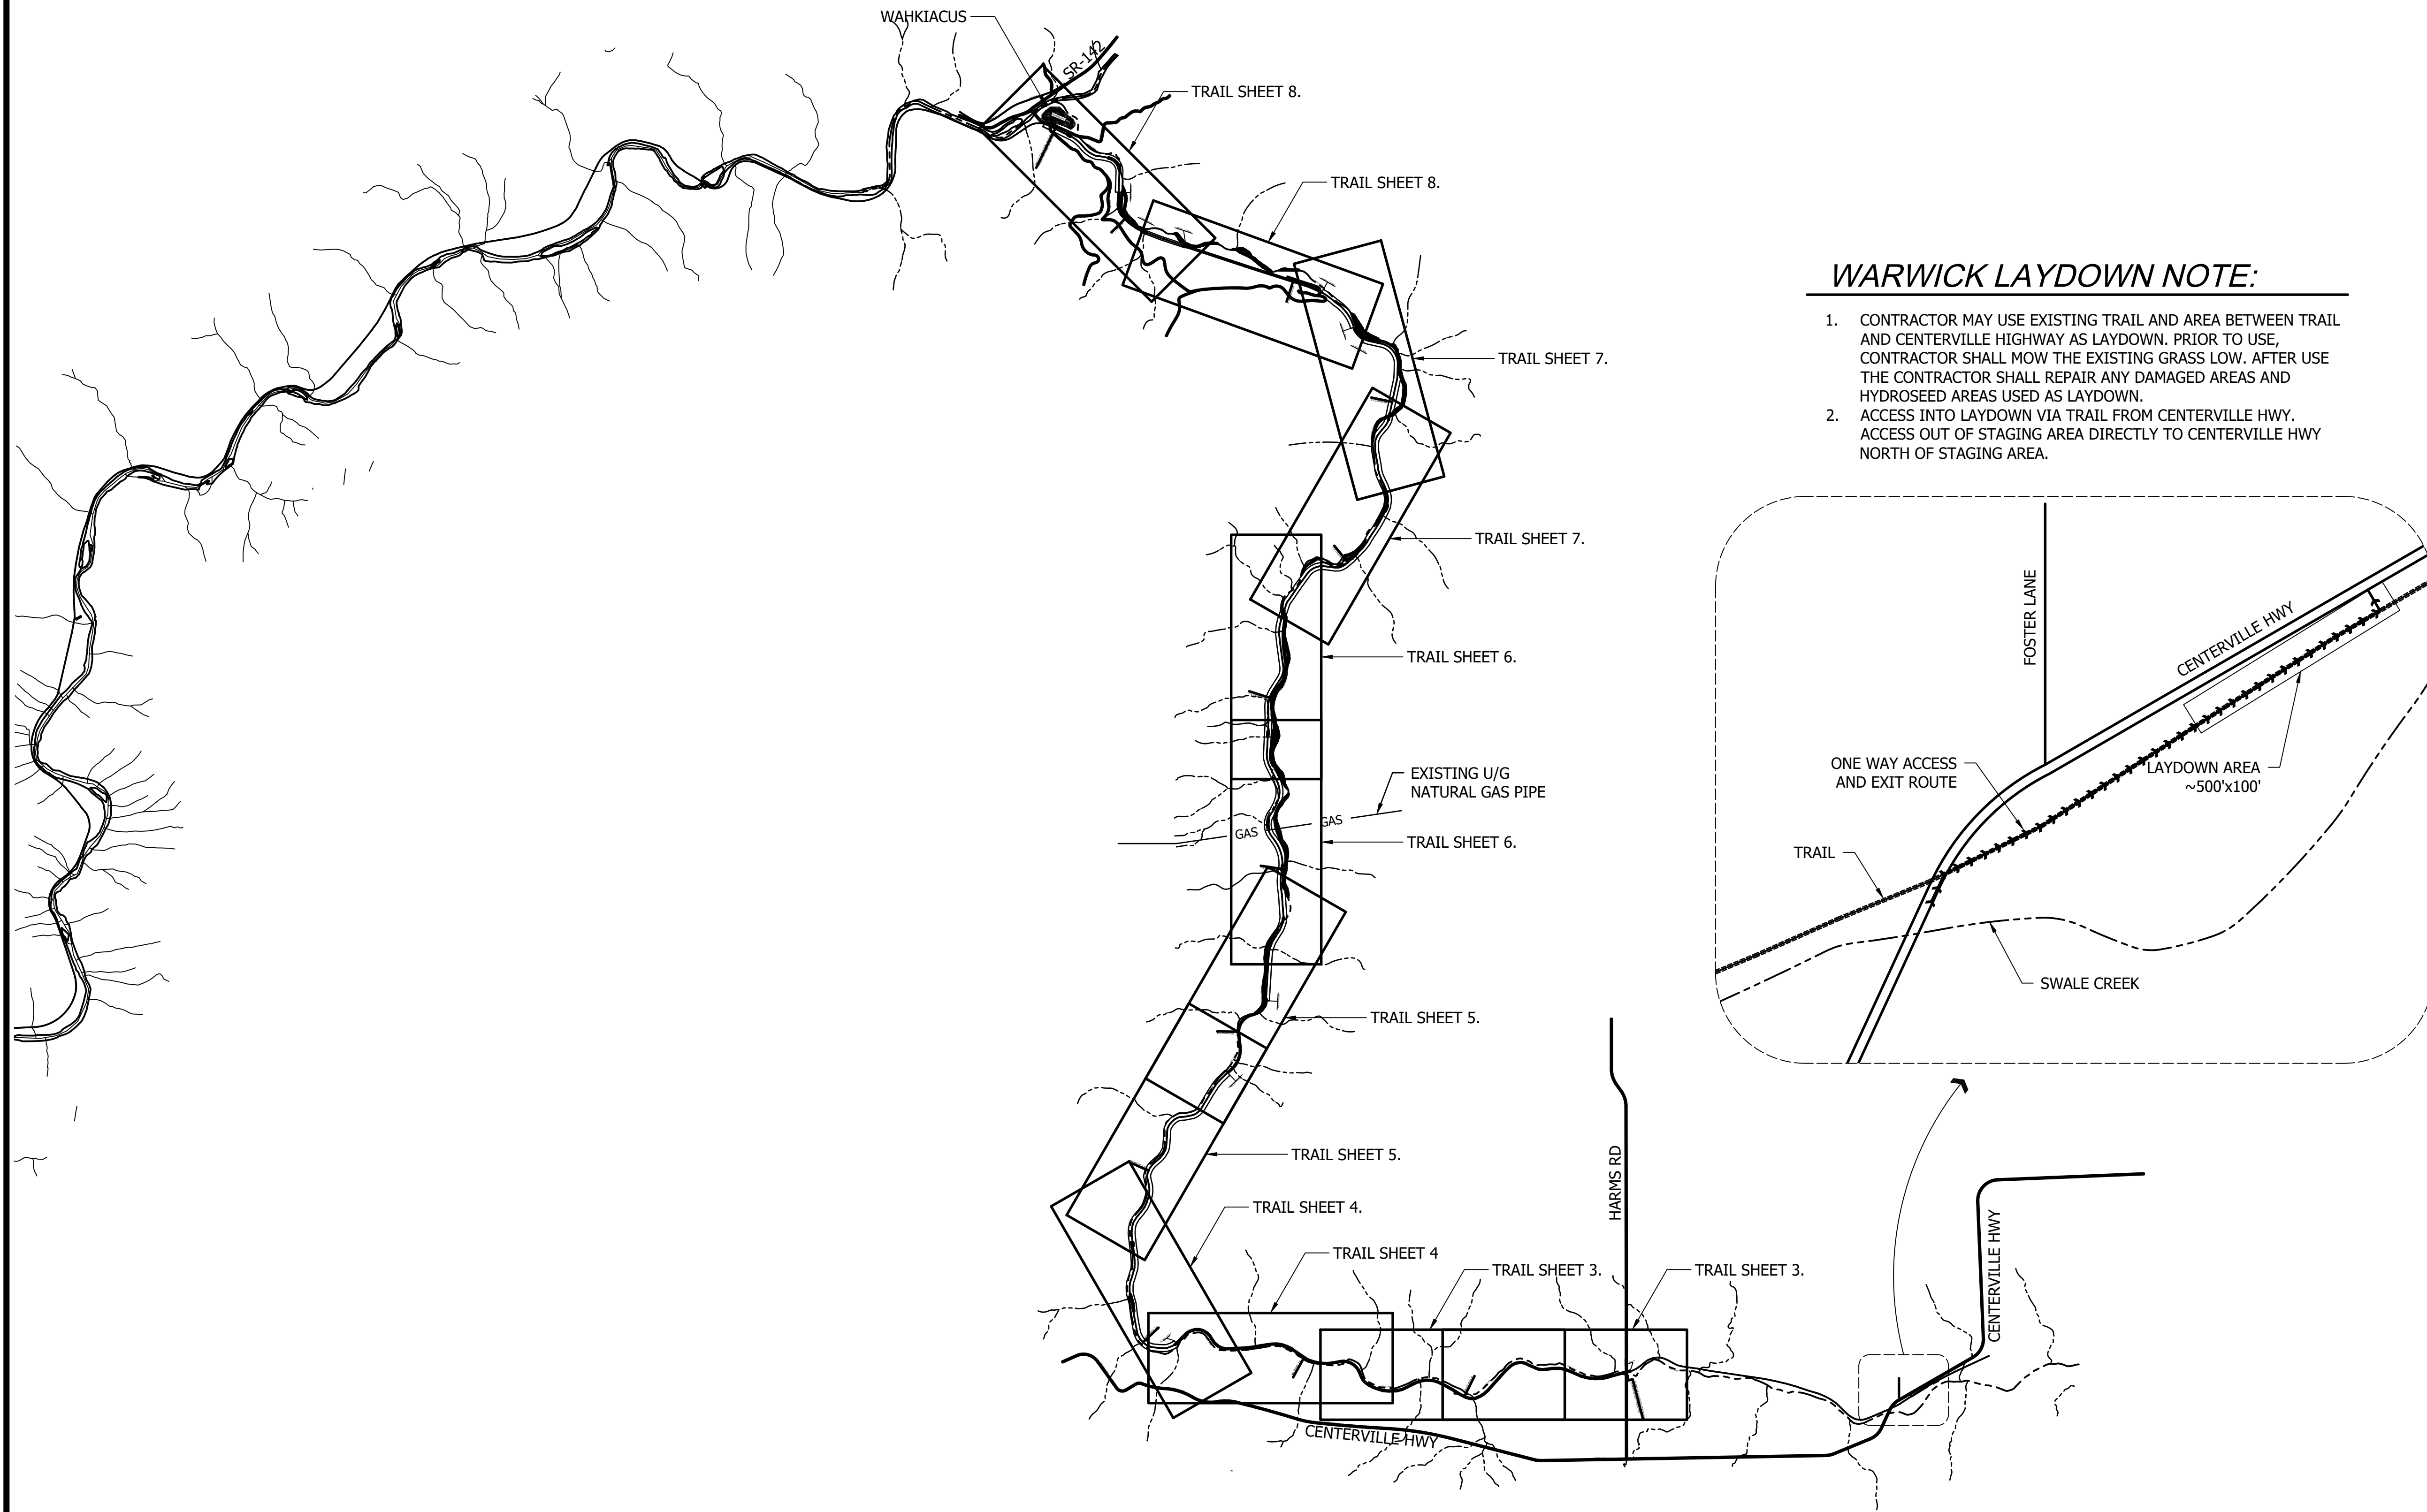 WAHKIACUS
SR-142
TRAIL SHEET 8.
TRAIL SHEET 8.
WARWICK LAYDOWN NOTE:
1. CONTRACTOR MAY USE EXISTING TRAIL AND AREA BETWEEN TRAIL
AND CENTERVILLE HIGHWAY AS LAYDOWN. PRIOR TO USE,
CONTRACTOR SHALL MOW THE EXISTING GRASS LOW. AFTER USE
THE CONTRACTOR SHALL REPAIR ANY DAMAGED AREAS AND
HYDROSEED AREAS USED AS LAYDOWN.
2. ACCESS INTO LAYDOWN VIA TRAIL FROM CENTERVILLE HWY.
ACCESS OUT OF STAGING AREA DIRECTLY TO CENTERVILLE HWY
NORTH OF STAGING AREA.
TRAIL SHEET 7.
TRAIL SHEET 7.
TRAIL SHEET 6.
EXISTING U/G
NATURAL GAS PIPE
GAS
GAS
TRAIL SHEET 6.
TRAIL SHEET 5.
TRAIL SHEET 5.
TRAIL SHEET 4.
TRAIL SHEET 4
TRAIL SHEET 3.
TRAIL SHEET 3.
HARMS RD
CENTERVILLE HWY
CENTERVILLE HWY
FOSTER LANE
CENTERVILLE HWY
ONE WAY ACCESS
AND EXIT ROUTE
LAYDOWN AREA
~500'x100'
TRAIL
SWALE CREEK